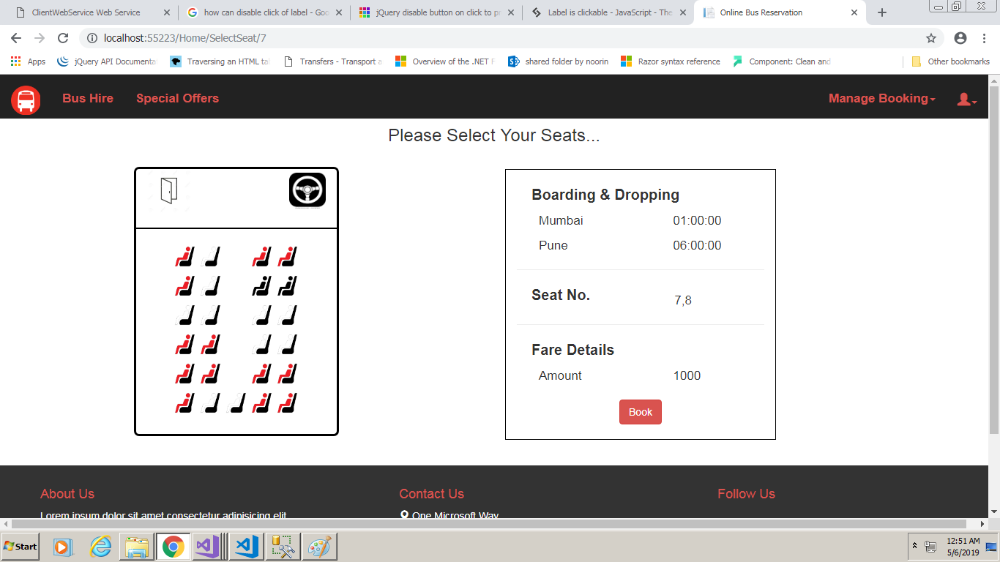 ClientWebService Web Service
how can disable click of label - Goo
jQuery disable button on click to pr
Label is clickable - JavaScript - The
Online Bus Reservation
localhost:55223/Home/SelectSeat/7
Apps
jQuery API Documenta
Traversing an HTML ta
Transfers - Transport a
Overview of the .NET F
shared folder by noorin
Razor syntax reference
Component: Clean and
Other bookmarks
Bus Hire
Special Offers
Manage Booking
Please Select Your Seats...
Boarding & Dropping
Mumbai 01:00:00
Pune 06:00:00
Seat No. 7,8
Fare Details
Amount 1000
Book
About Us
Contact Us
Follow Us
Lorem ipsum dolor sit amet consectetur adipisicing elit
One Microsoft Way
Start
12:51 AM
5/6/2019